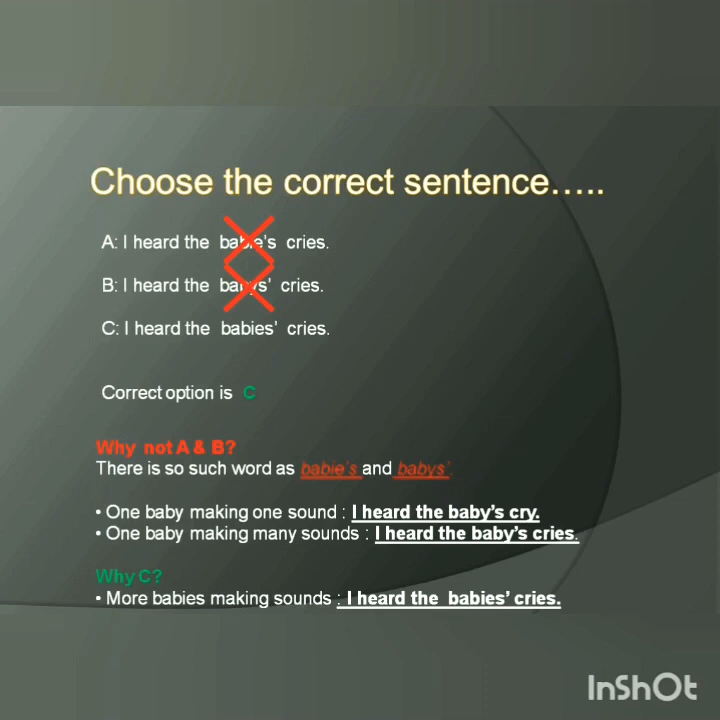 Choose the correct sentence.....
A: I heard the babie's cries.
B: I heard the babys' cries.
C: I heard the babies' cries.
Correct option is C
Why not A & B?
There is so such word as babie's and babys'.
• One baby making one sound : I heard the baby's cry.
• One baby making many sounds : I heard the baby's cries.
Why C?
• More babies making sounds : I heard the babies' cries.
InShOt